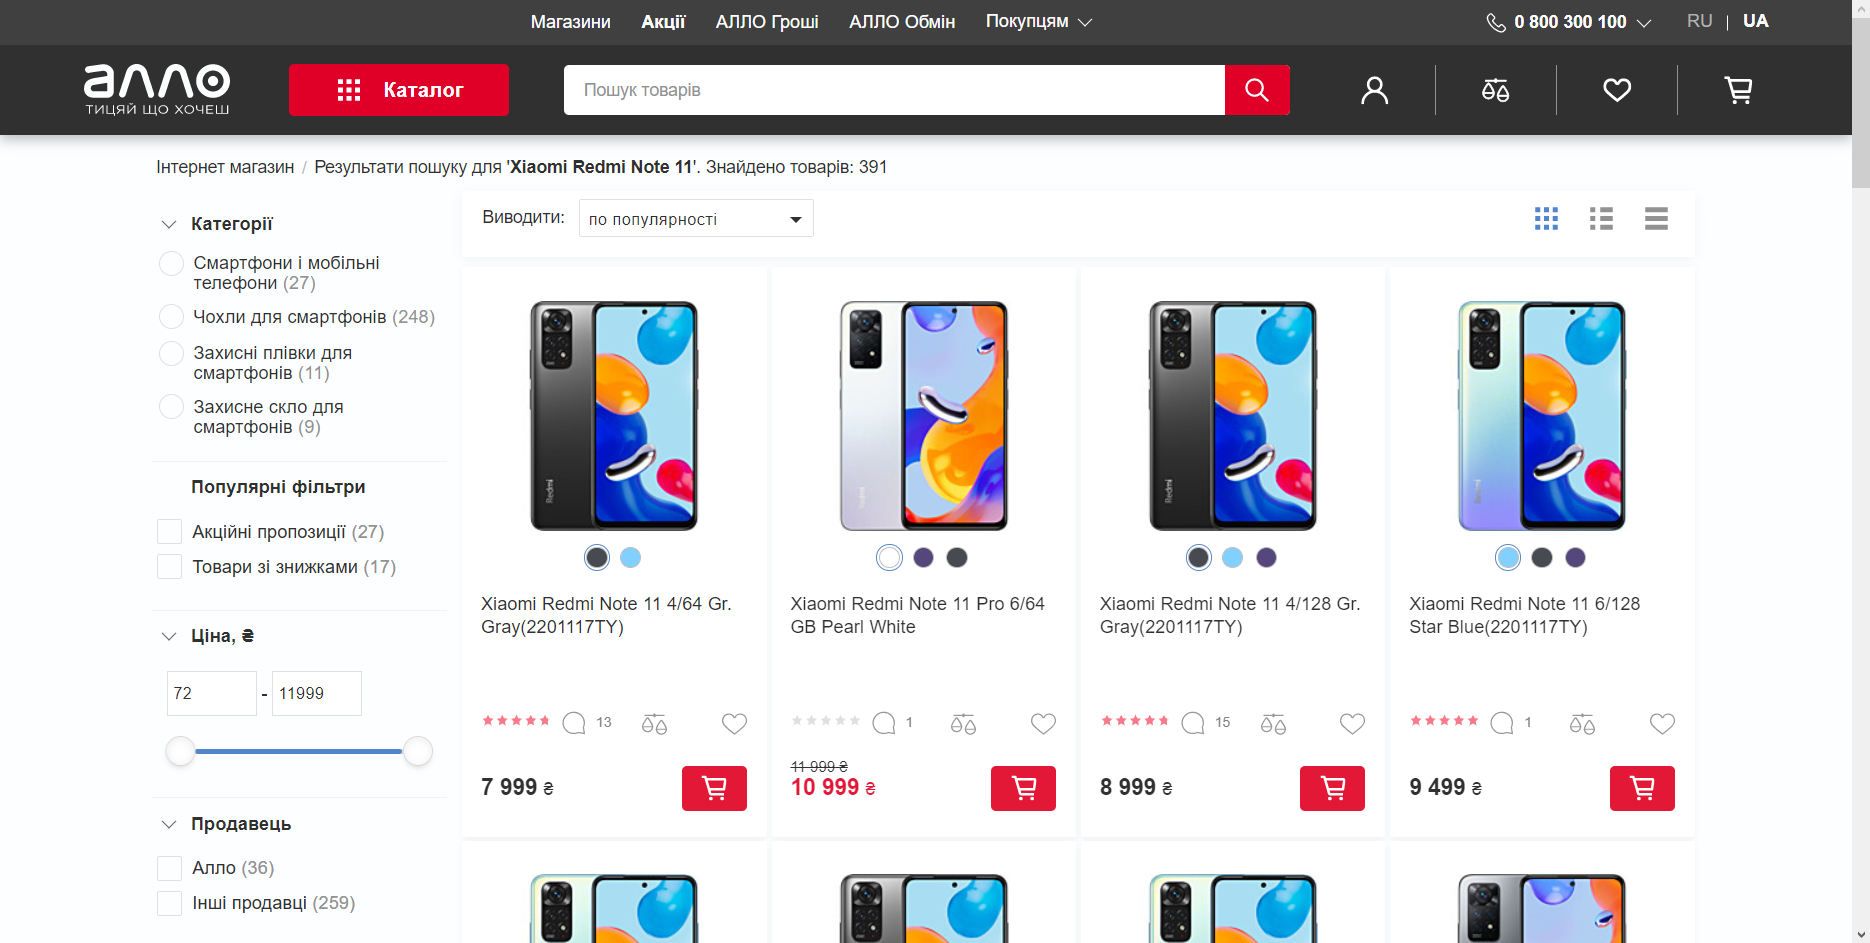 Магазини Акції АЛЛО Гроші АЛЛО Обмін Покупцям 0 800 300 100 RU | UA
алло
ТИЦЯЙ ЩО ХОЧЕШ
Каталог
Пошук товарів
Інтернет магазин / Результати пошуку для 'Xiaomi Redmi Note 11'. Знайдено товарів: 391
Категорії
Смартфони і мобільні
телефони (27)
Чохли для смартфонів (248)
Захисні плівки для
смартфонів (11)
Захисне скло для
смартфонів (9)
Популярні фільтри
Акційні пропозиції (27)
Товари зі знижками (17)
Ціна, ₴
72 - 11999
Продавець
Алло (36)
Інші продавці (259)
Виводити: по популярності
Redmi
Xiaomi Redmi Note 11 4/64 Gr.
Gray(2201117TY)
13
7 999 ₴
Xiaomi Redmi Note 11 Pro 6/64
GB Pearl White
1
11 999 ₴
10 999 ₴
Redmi
Xiaomi Redmi Note 11 4/128 Gr.
Gray(2201117TY)
15
8 999 ₴
Xiaomi Redmi Note 11 6/128
Star Blue(2201117TY)
1
9 499 ₴